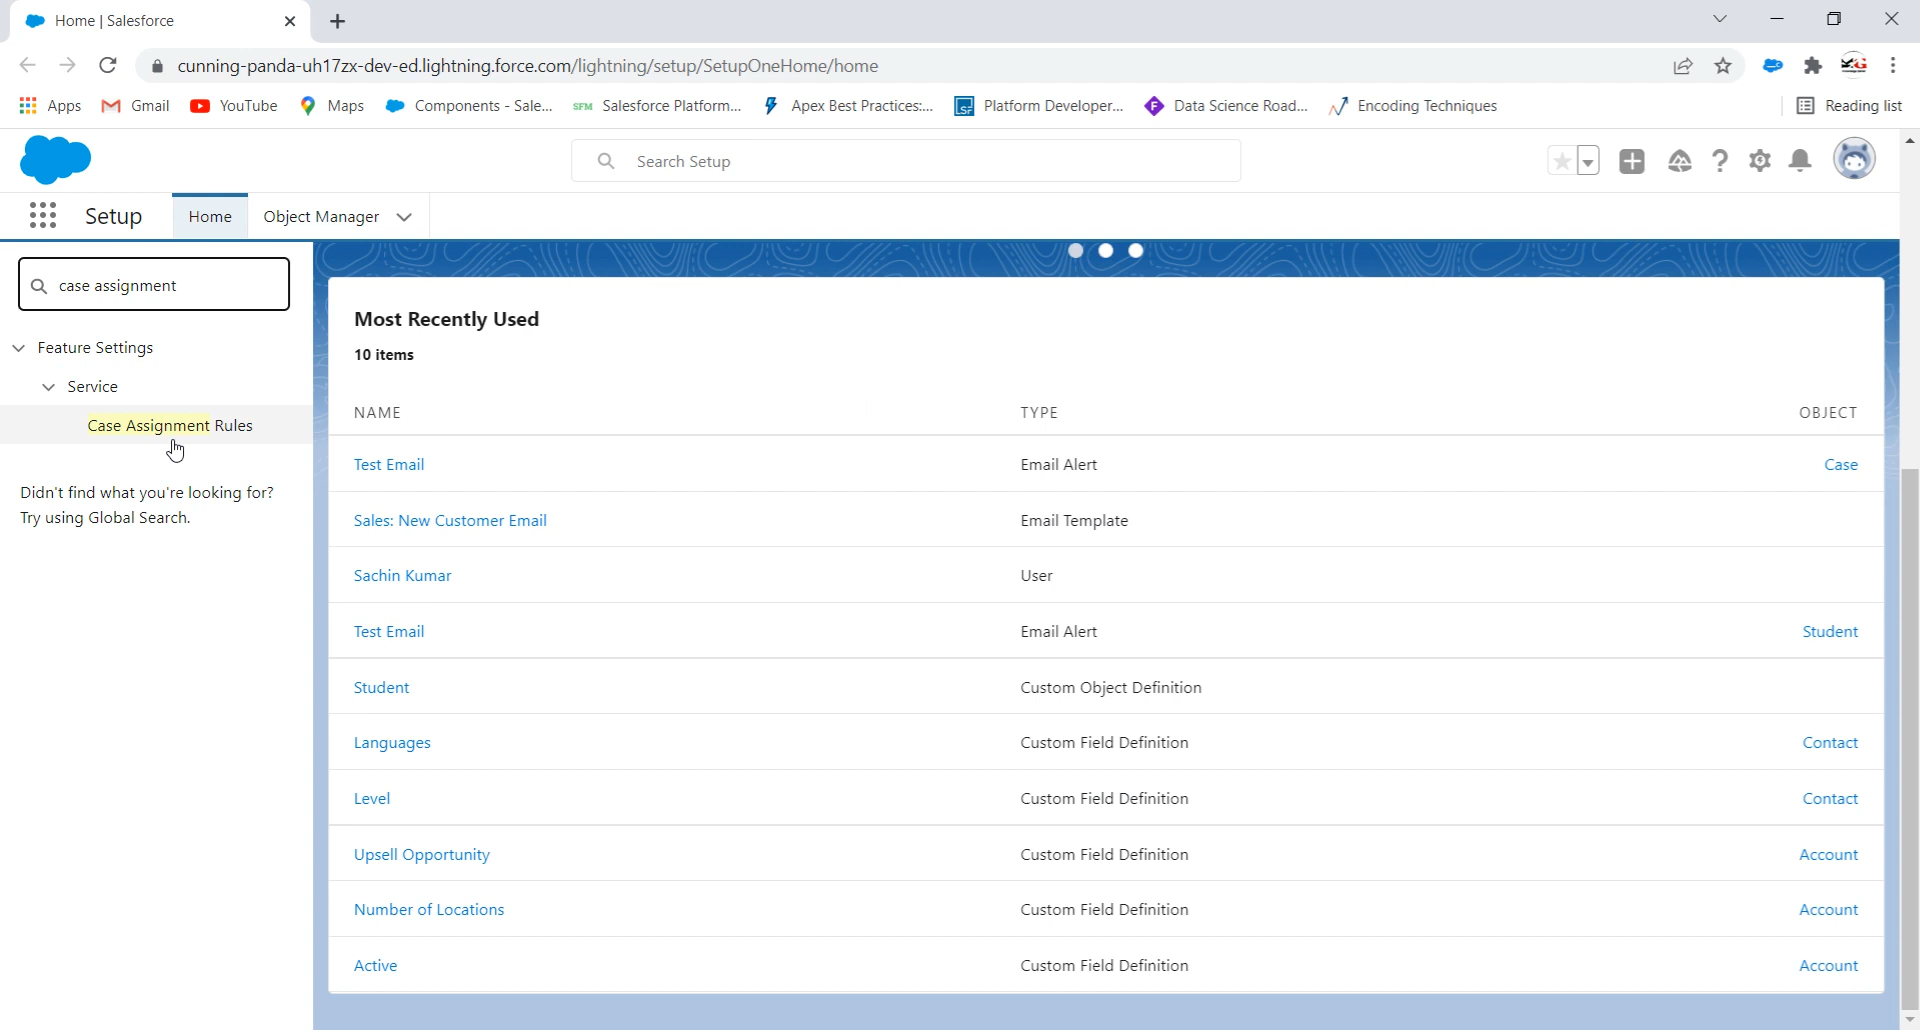 Home | Salesforce
cunning-panda-uh17zx-dev-ed.lightning.force.com/lightning/setup/SetupOneHome/home
Apps Gmail YouTube Maps Components - Sale... SFM Salesforce Platform... Apex Best Practices:... Platform Developer... Data Science Road... Encoding Techniques Reading list
Search Setup
Setup Home Object Manager
case assignment
Feature Settings
Service
Case Assignment Rules
Didn't find what you're looking for?
Try using Global Search.
Most Recently Used
10 items
NAME TYPE OBJECT
Test Email Email Alert Case
Sales: New Customer Email Email Template
Sachin Kumar User
Test Email Email Alert Student
Student Custom Object Definition
Languages Custom Field Definition Contact
Level Custom Field Definition Contact
Upsell Opportunity Custom Field Definition Account
Number of Locations Custom Field Definition Account
Active Custom Field Definition Account